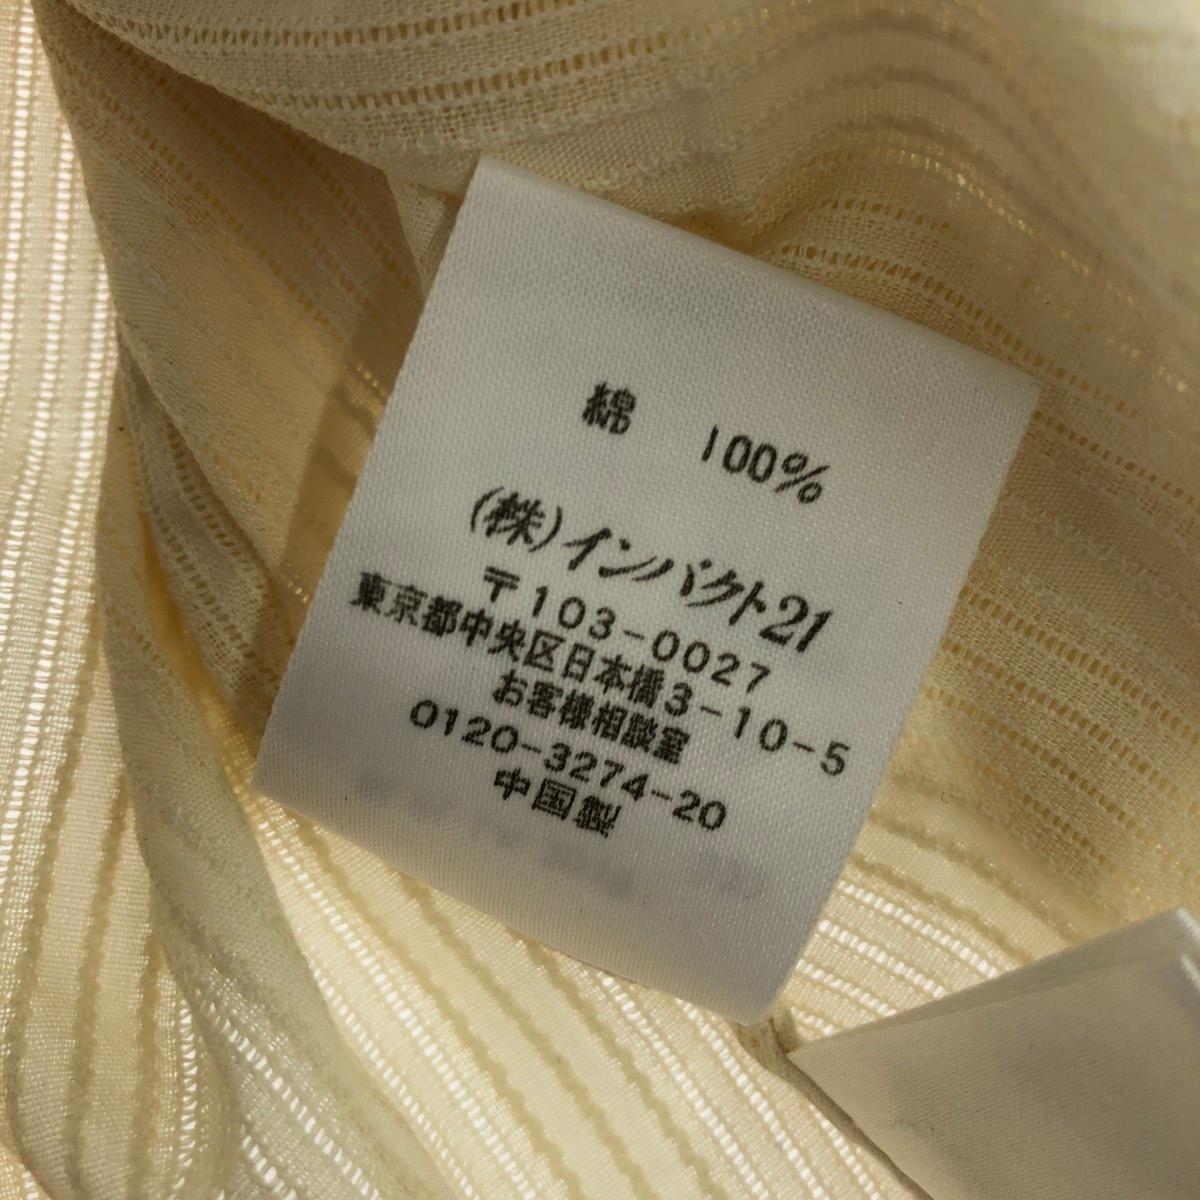 綿 100%
(株)インパクト21
〒103-0027
東京都中央区日本橋3-10-5
お客様相談室
0120-3274-20
中国製